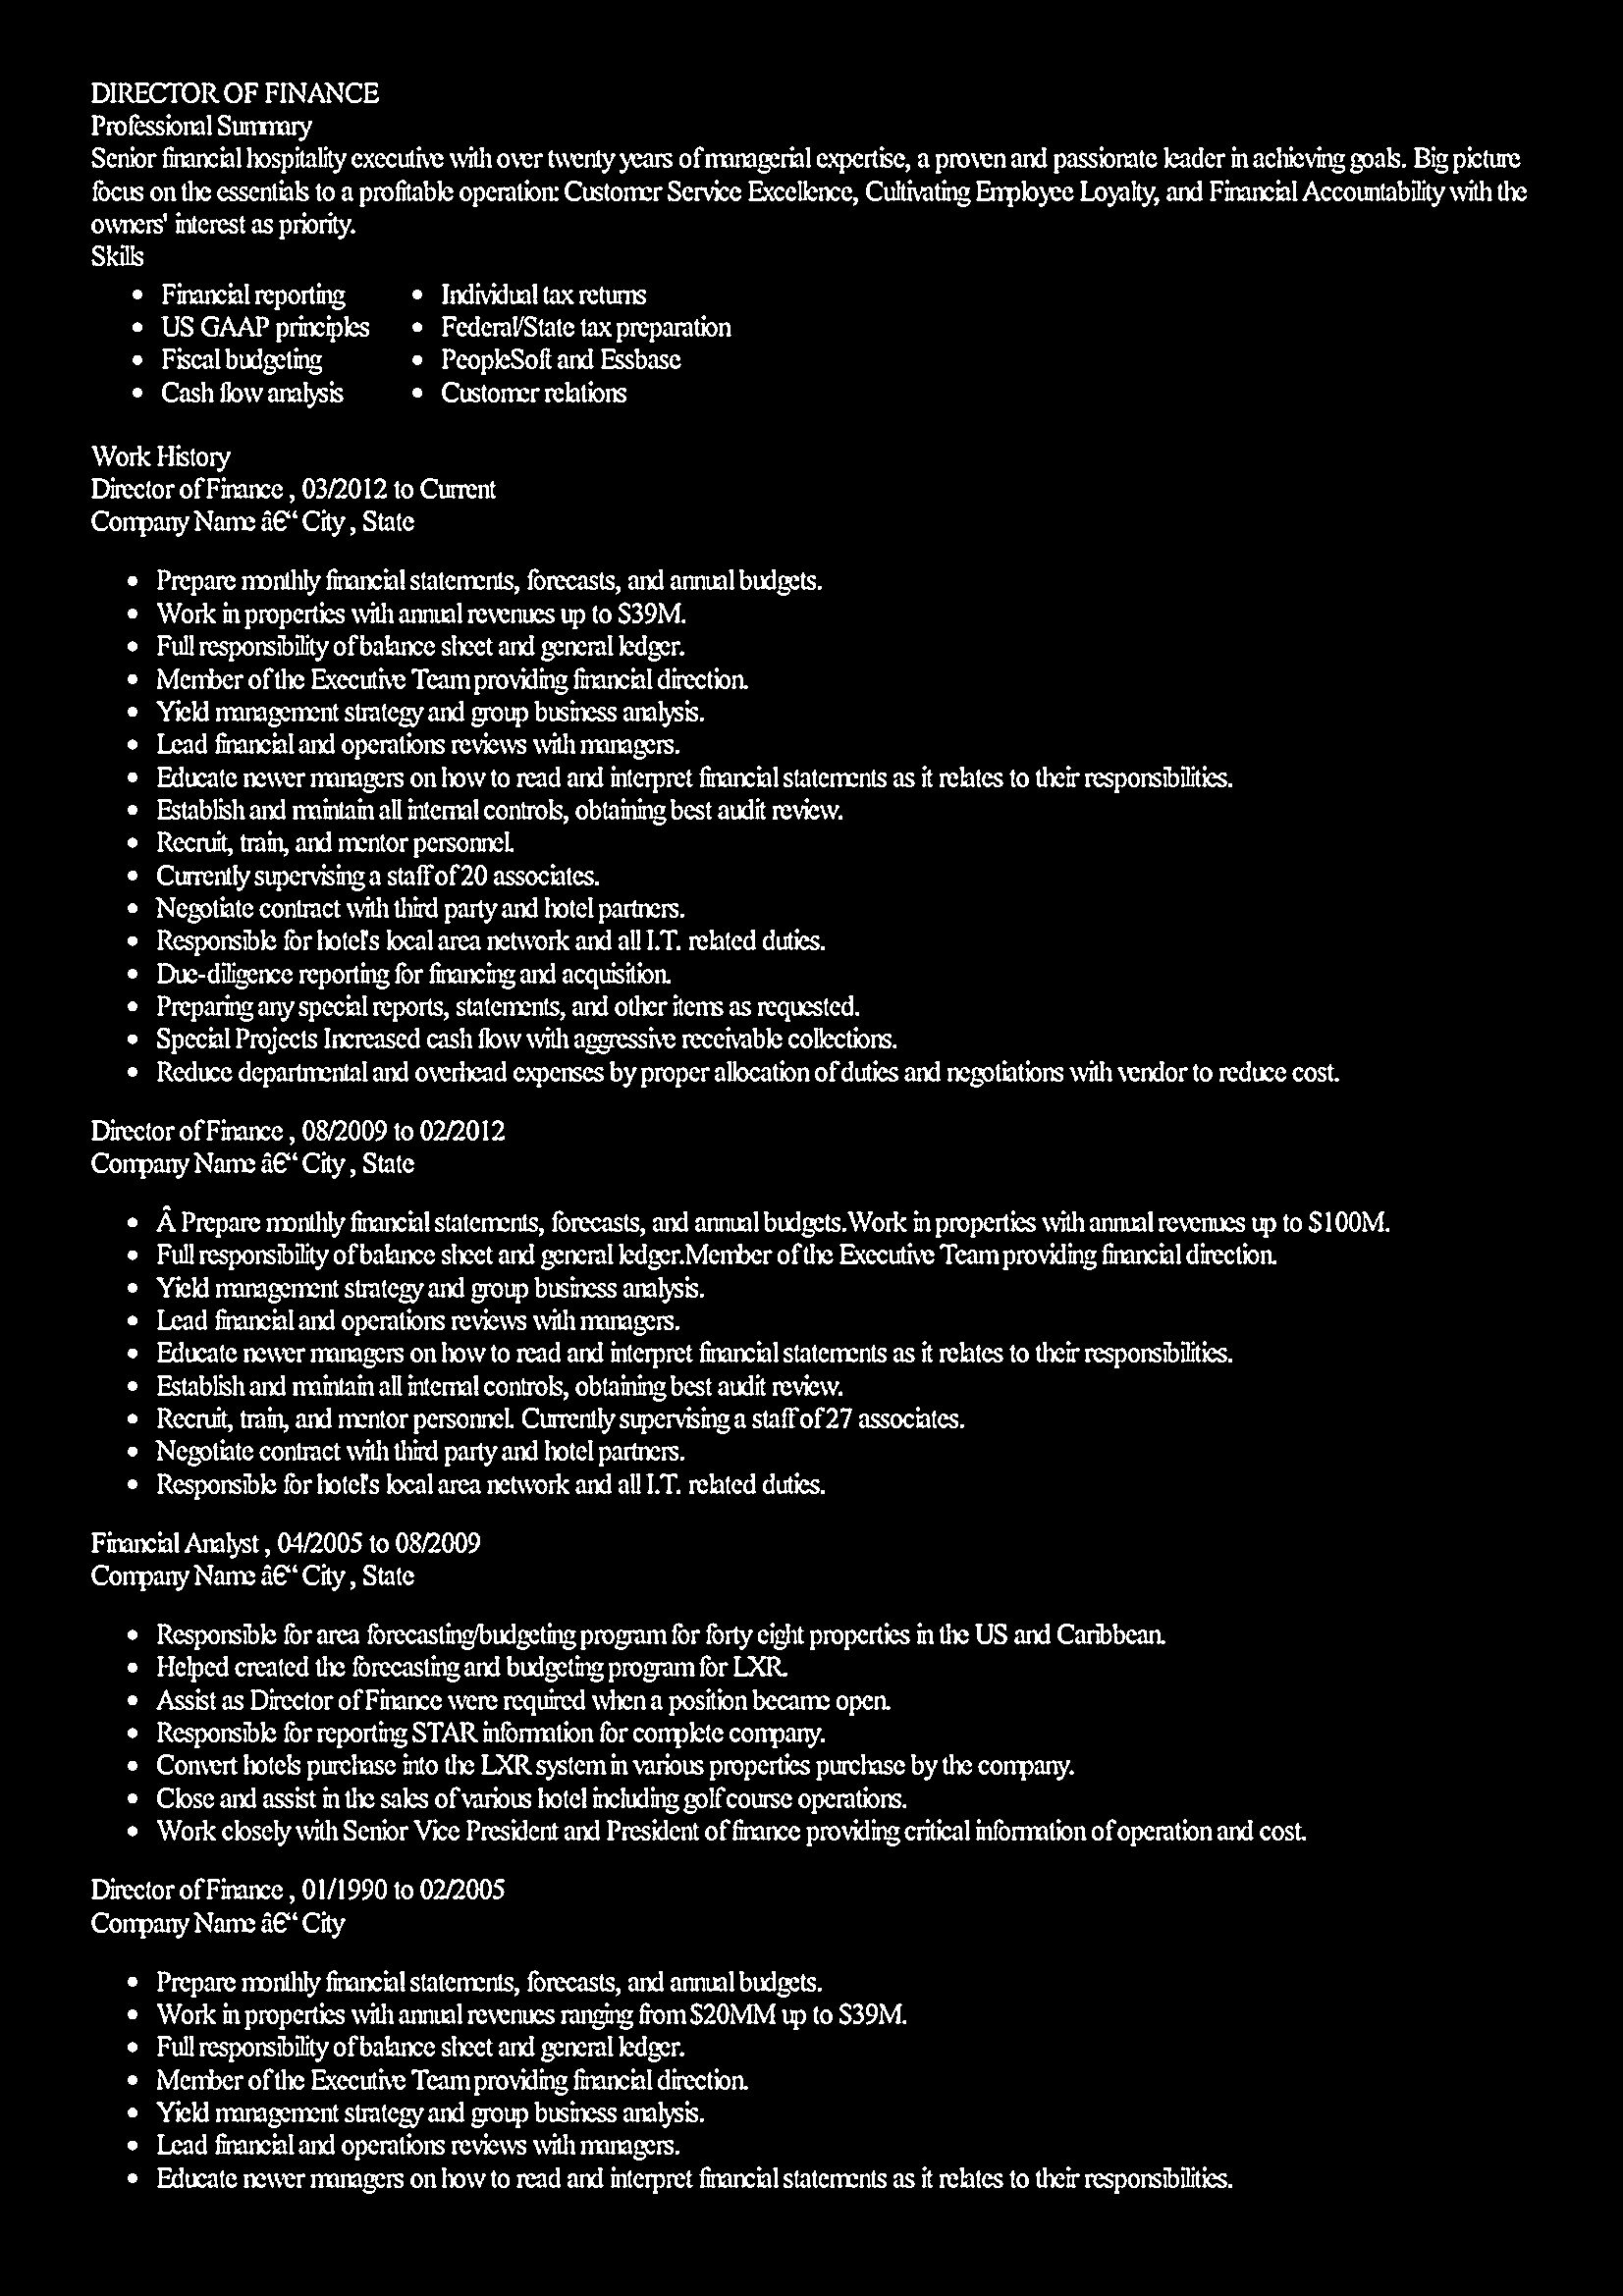 DIRECTOR OF FINANCE
Professional Summary
Senior financial hospitality executive with over twenty years of managerial expertise, a proven and passionate leader in achieving goals. Big picture
focus on the essentials to a profitable operation: Customer Service Excellence, Cultivating Employee Loyalty, and Financial Accountability with the
owners' interest as priority.
Skills
• Financial reporting • Individual tax returns
• US GAAP principles • Federal/State tax preparation
• Fiscal budgeting • PeopleSoft and Essbase
• Cash flow analysis • Customer relations
Work History
Director of Finance , 03/2012 to Current
Company Name â€“ City , State
• Prepare monthly financial statements, forecasts, and annual budgets.
• Work in properties with annual revenues up to $39M.
• Full responsibility of balance sheet and general ledger.
• Member of the Executive Team providing financial direction.
• Yield management strategy and group business analysis.
• Lead financial and operations reviews with managers.
• Educate newer managers on how to read and interpret financial statements as it relates to their responsibilities.
• Establish and maintain all internal controls, obtaining best audit review.
• Recruit, train, and mentor personnel.
• Currently supervising a staff of 20 associates.
• Negotiate contract with third party and hotel partners.
• Responsible for hotel's local area network and all I.T. related duties.
• Due-diligence reporting for financing and acquisition.
• Preparing any special reports, statements, and other items as requested.
• Special Projects Increased cash flow with aggressive receivable collections.
• Reduce departmental and overhead expenses by proper allocation of duties and negotiations with vendor to reduce cost.
Director of Finance , 08/2009 to 02/2012
Company Name â€“ City , State
• Â Prepare monthly financial statements, forecasts, and annual budgets.Work in properties with annual revenues up to $100M.
• Full responsibility of balance sheet and general ledger.Member of the Executive Team providing financial direction.
• Yield management strategy and group business analysis.
• Lead financial and operations reviews with managers.
• Educate newer managers on how to read and interpret financial statements as it relates to their responsibilities.
• Establish and maintain all internal controls, obtaining best audit review.
• Recruit, train, and mentor personnel. Currently supervising a staff of 27 associates.
• Negotiate contract with third party and hotel partners.
• Responsible for hotel's local area network and all I.T. related duties.
Financial Analyst , 04/2005 to 08/2009
Company Name â€“ City , State
• Responsible for area forecasting/budgeting program for forty eight properties in the US and Caribbean.
• Helped created the forecasting and budgeting program for LXR.
• Assist as Director of Finance were required when a position became open.
• Responsible for reporting STAR information for complete company.
• Convert hotels purchase into the LXR system in various properties purchase by the company.
• Close and assist in the sales of various hotel including golf course operations.
• Work closely with Senior Vice President and President of finance providing critical information of operation and cost.
Director of Finance , 01/1990 to 02/2005
Company Name â€“ City
• Prepare monthly financial statements, forecasts, and annual budgets.
• Work in properties with annual revenues ranging from $20MM up to $39M.
• Full responsibility of balance sheet and general ledger.
• Member of the Executive Team providing financial direction.
• Yield management strategy and group business analysis.
• Lead financial and operations reviews with managers.
• Educate newer managers on how to read and interpret financial statements as it relates to their responsibilities.